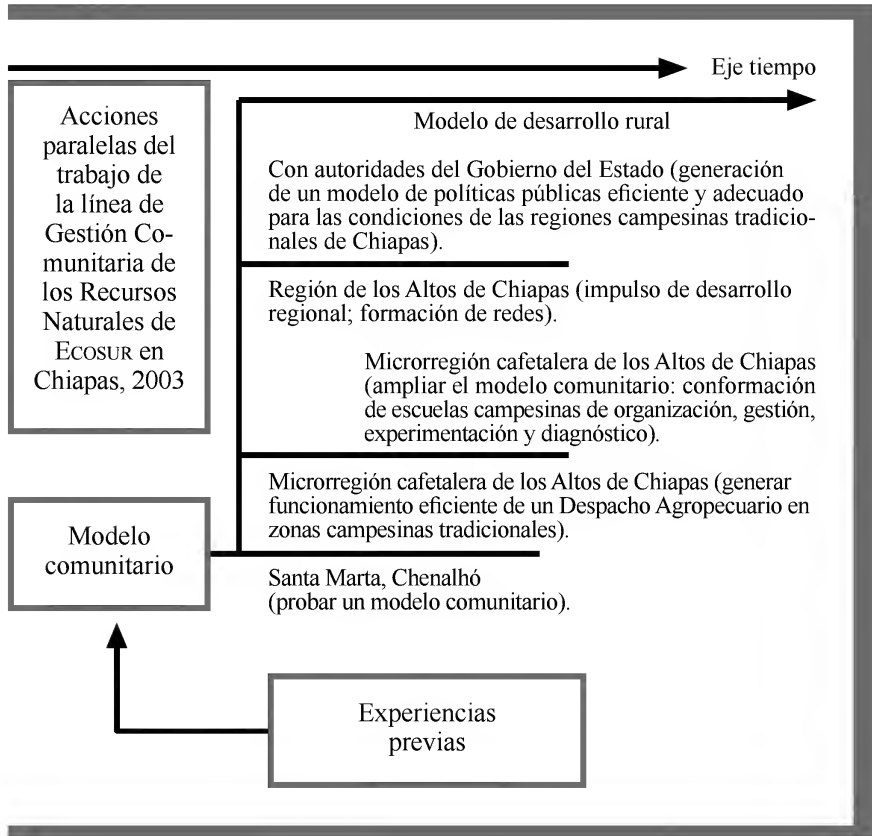 Eje tiempo
Acciones
paralelas del
trabajo de
la línea de
Gestión Co-
munitaria de
los Recursos
Naturales de
ECOSUR en
Chiapas, 2003
Modelo de desarrollo rural
Con autoridades del Gobierno del Estado (generación
de un modelo de políticas públicas eficiente y adecuado
para las condiciones de las regiones campesinas tradicio-
nales de Chiapas).
Región de los Altos de Chiapas (impulso de desarrollo
regional; formación de redes).
Microrregión cafetalera de los Altos de Chiapas
(ampliar el modelo comunitario: conformación
de escuelas campesinas de organización, gestión,
experimentación y diagnóstico).
Microrregión cafetalera de los Altos de Chiapas (generar
funcionamiento eficiente de un Despacho Agropecuario en
zonas campesinas tradicionales).
Modelo
comunitario
Santa Marta, Chenalhó
(probar un modelo comunitario).
Experiencias
previas